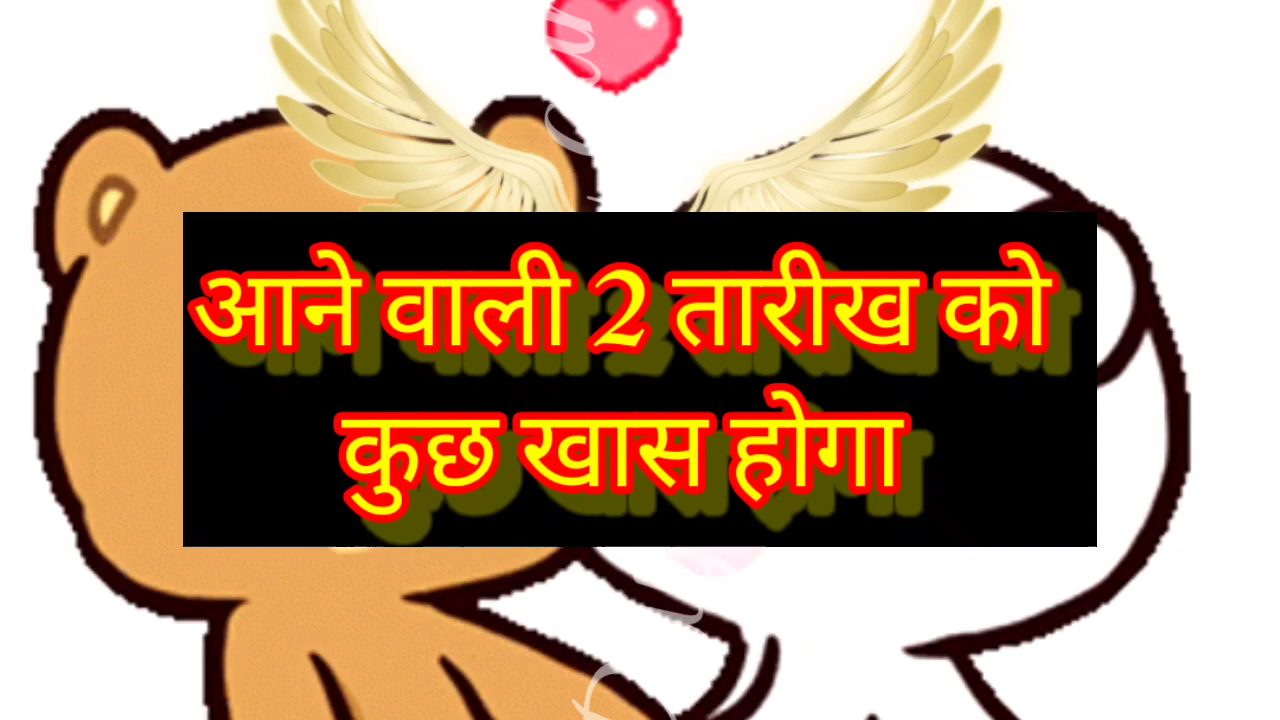 आने वाली 2 तारीख को
कुछ खास होगा